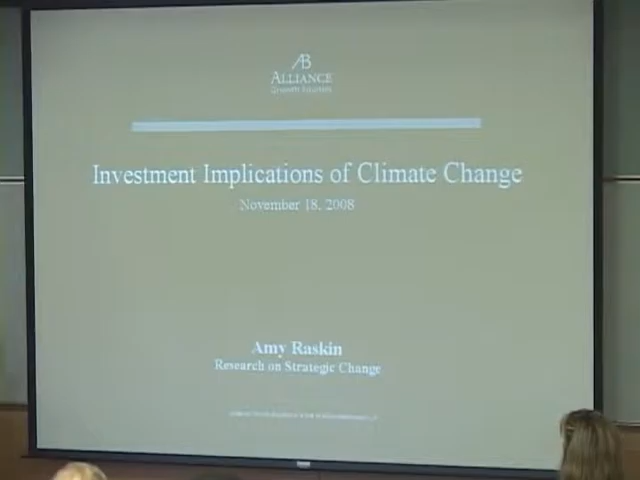 AB
ALLIANCE
Investment Implications of Climate Change
November 18, 2008
Amy Raskin
Research on Strategic Change